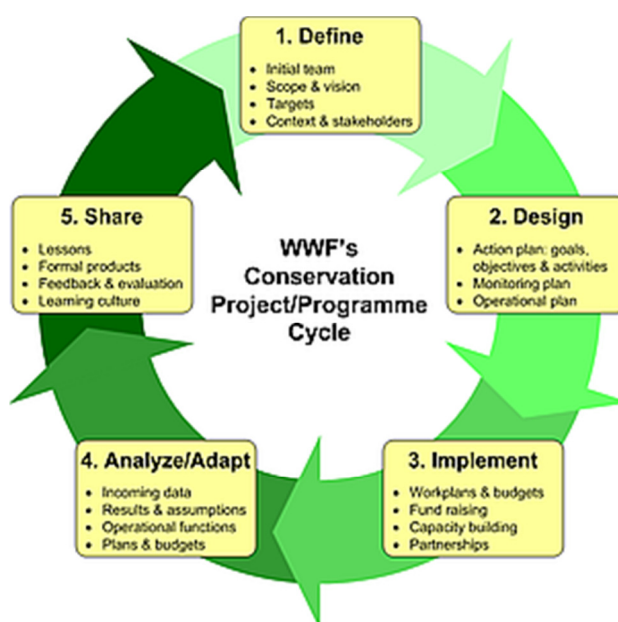 1. Define
• Initial team
• Scope & vision
• Targets
• Context & stakeholders
2. Design
• Action plan: goals,
objectives & activities
• Monitoring plan
• Operational plan
3. Implement
• Workplans & budgets
• Fund raising
• Capacity building
• Partnerships
4. Analyze/Adapt
• Incoming data
• Results & assumptions
• Operational functions
• Plans & budgets
5. Share
• Lessons
• Formal products
• Feedback & evaluation
• Learning culture
WWF's
Conservation
Project/Programme
Cycle